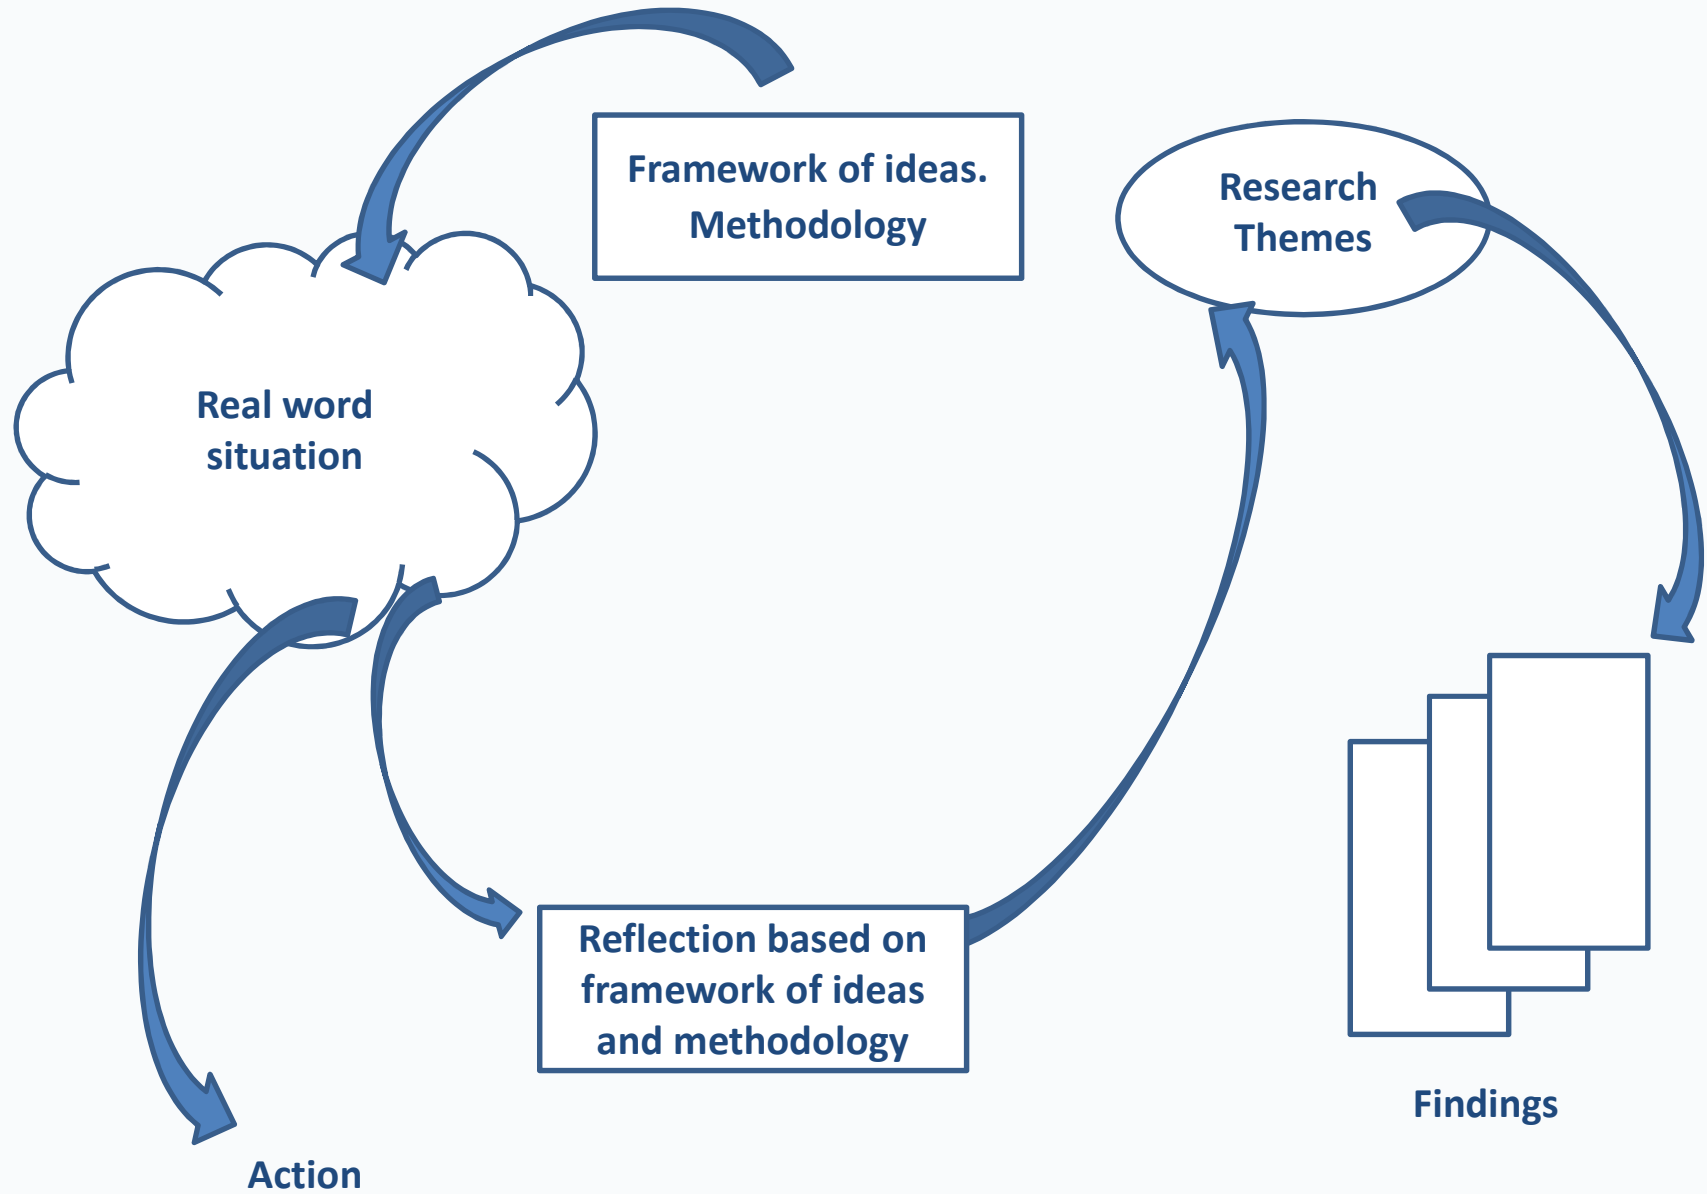 Framework of ideas.
Methodology
Research
Themes
Real word
situation
Reflection based on
framework of ideas
and methodology
Findings
Action